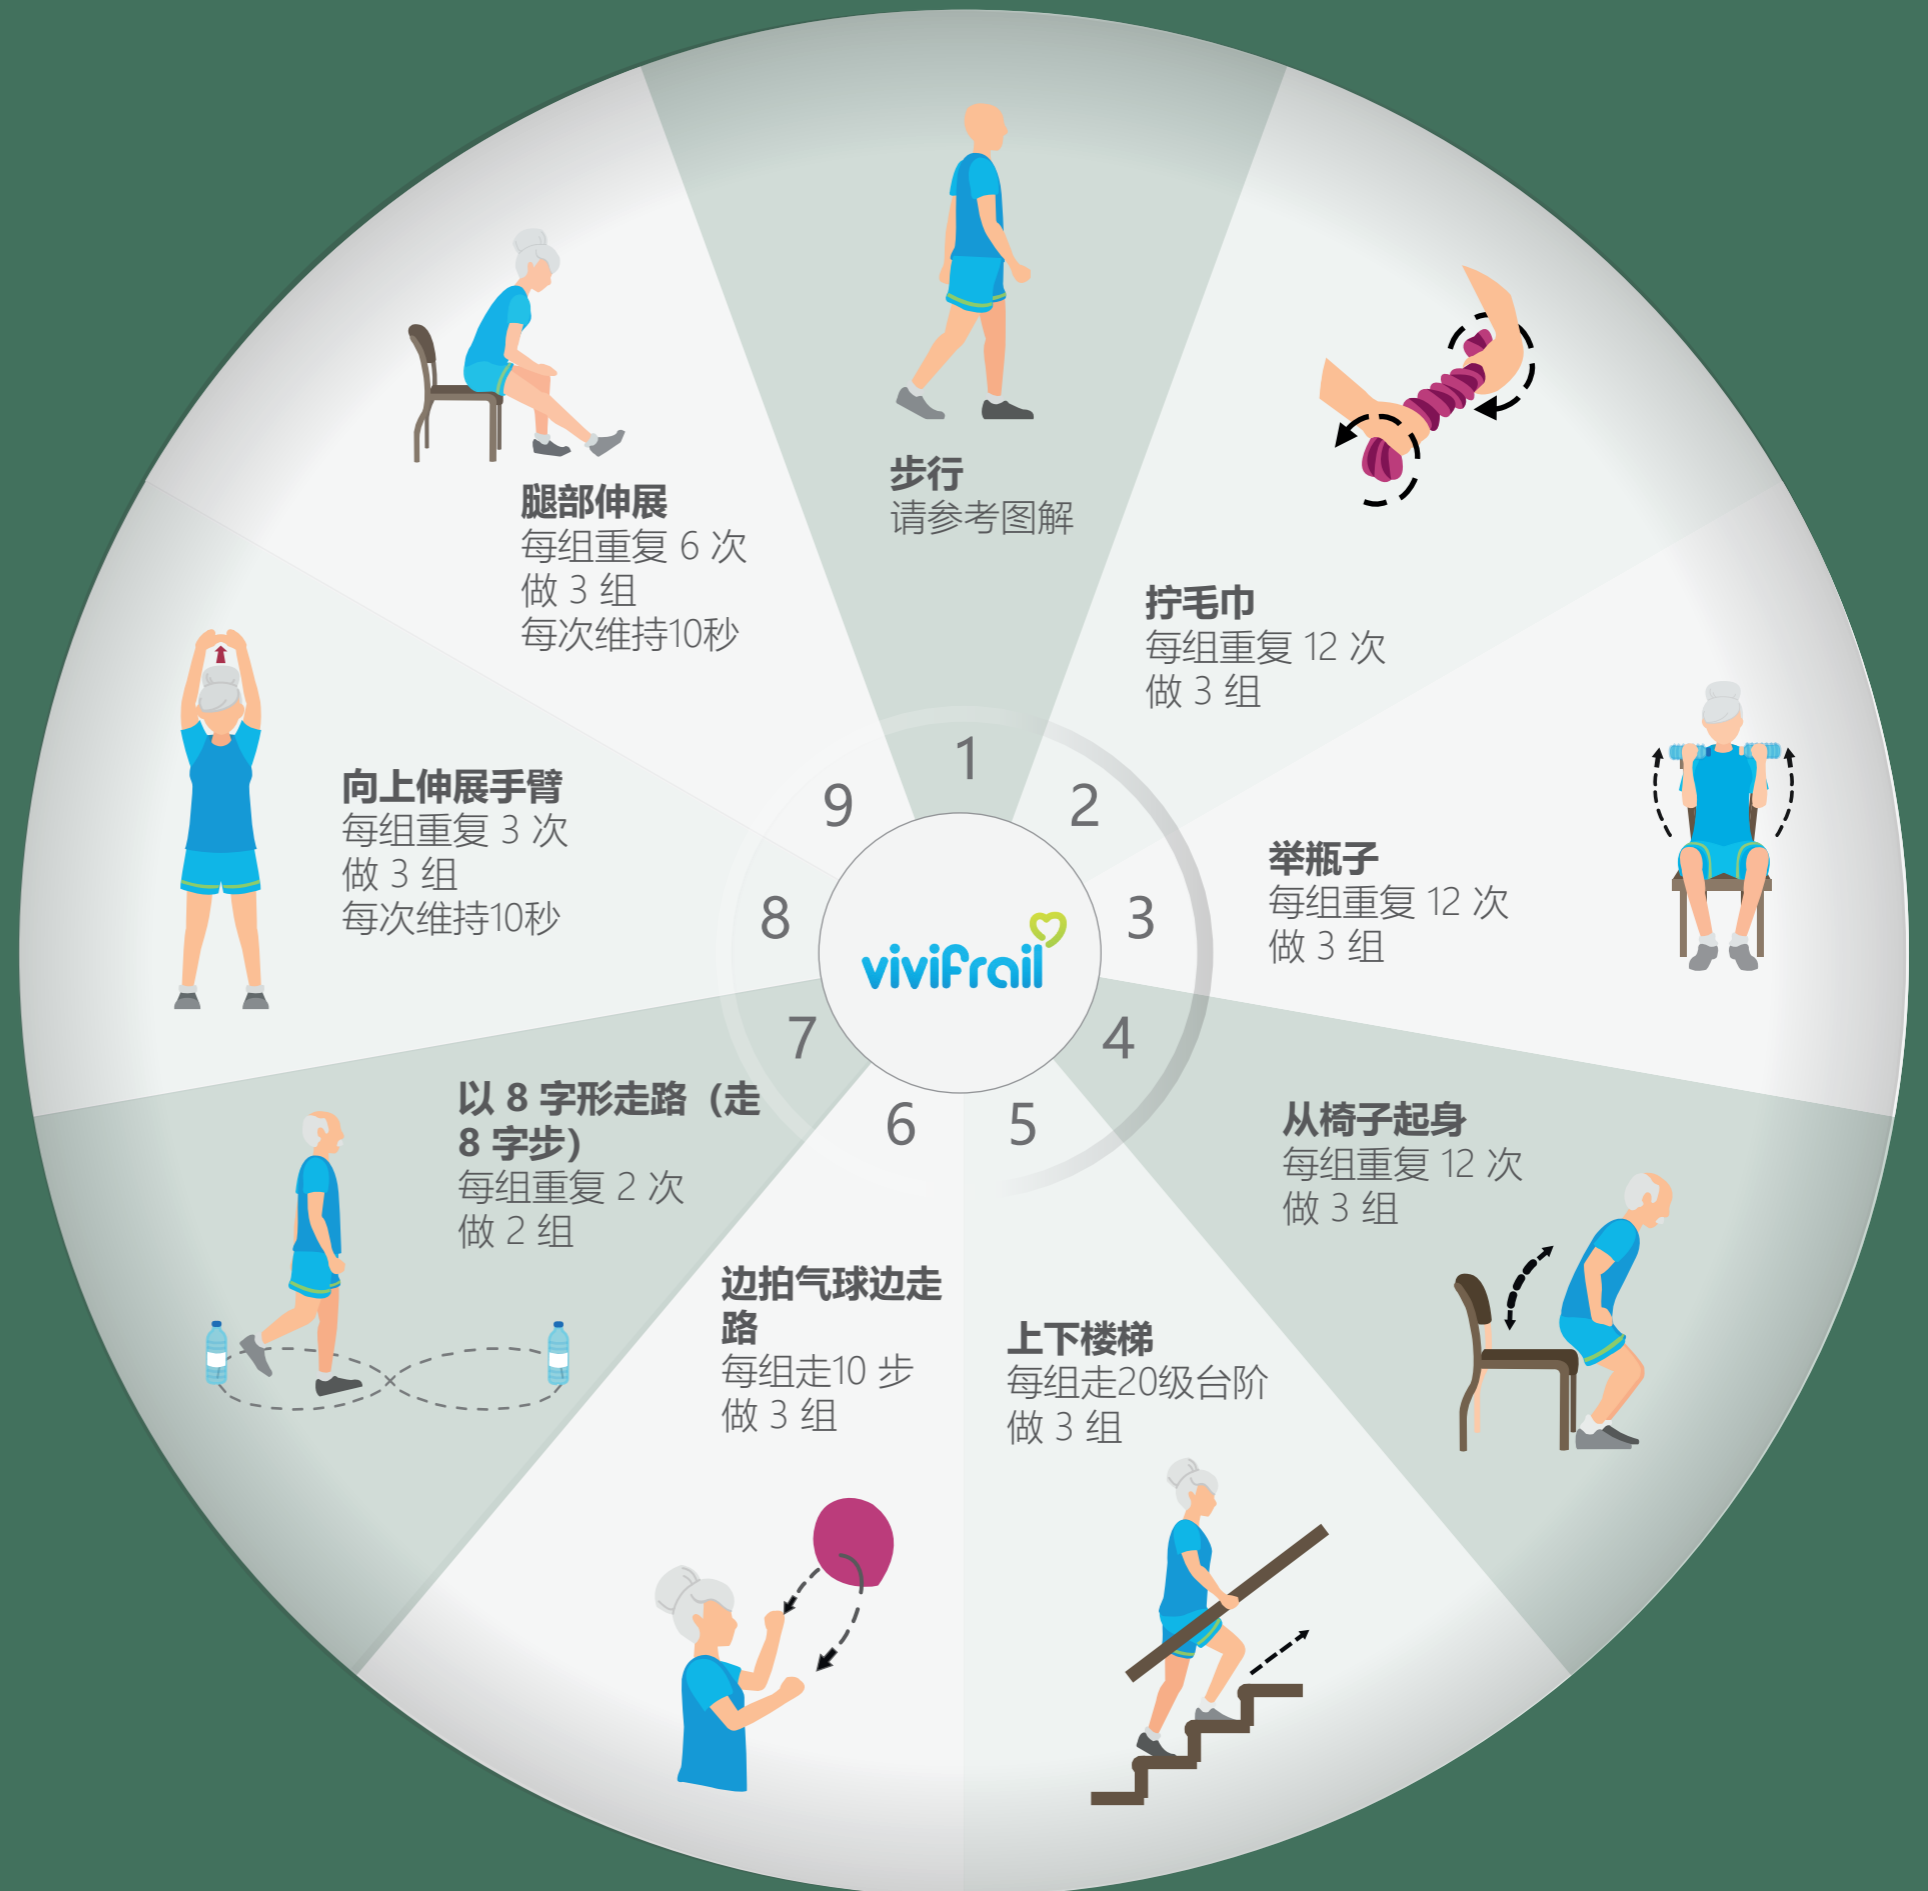 1
步行
请参考图解
2
拧毛巾
每组重复 12 次
做 3 组
3
举瓶子
每组重复 12 次
做 3 组
4
从椅子起身
每组重复 12 次
做 3 组
5
上下楼梯
每组走20级台阶
做 3 组
6
边拍气球边走
路
每组走10 步
做 3 组
7
以 8 字形走路（走
8 字步）
每组重复 2 次
做 2 组
8
向上伸展手臂
每组重复 3 次
做 3 组
每次维持10秒
9
腿部伸展
每组重复 6 次
做 3 组
每次维持10秒
vivifrail